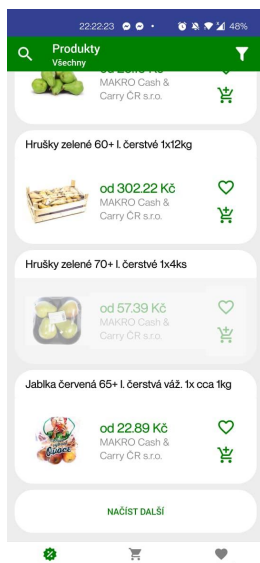 22:22:23
48%
Produkty
Všechny
MAKRO Cash &
Carry ČR s.r.o.
Hrušky zelené 60+ I. čerstvé 1x12kg
od 302.22 Kč
MAKRO Cash &
Carry ČR s.r.o.
Hrušky zelené 70+ I. čerstvé 1x4ks
od 57.39 Kč
MAKRO Cash &
Carry ČR s.r.o.
Jablka červená 65+ I. čerstvá váž. 1x cca 1kg
od 22.89 Kč
MAKRO Cash &
Carry ČR s.r.o.
Ovoce
NAČÍST DALŠÍ